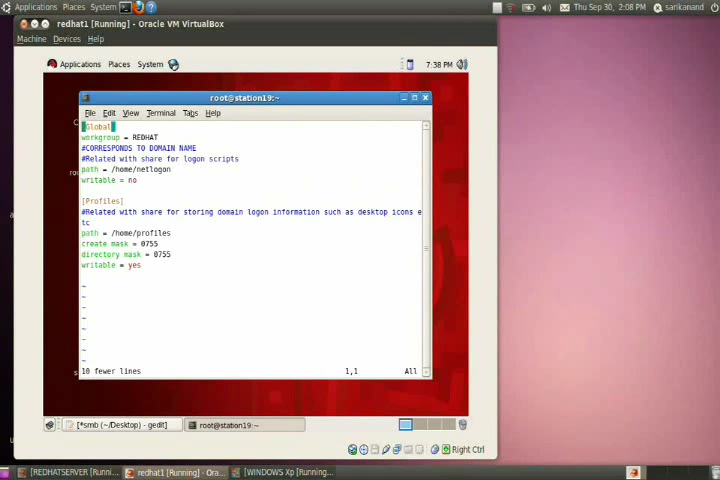 Applications Places System
Thu Sep 30, 2:08 PM
sarikanand
redhat1 [Running] - Oracle VM VirtualBox
Machine Devices Help
Applications Places System
7:38 PM
root@station19:~
File Edit View Terminal Tabs Help
[Global]
workgroup = REDHAT
#CORRESPONDS TO DOMAIN NAME
#Related with share for logon scripts
path = /home/netlogon
writable = no
[Profiles]
#Related with share for storing domain logon information such as desktop icons e
tc
path = /home/profiles
create mask = 0755
directory mask = 0755
writable = yes
~
~
~
~
~
~
~
~
10 fewer lines 1,1 All
[*smb (~/Desktop) - gedit]
root@station19:~
Right Ctrl
[REDHATSERVER [Runni...
redhat1 [Running] - Ora...
[WINDOWS Xp [Running...